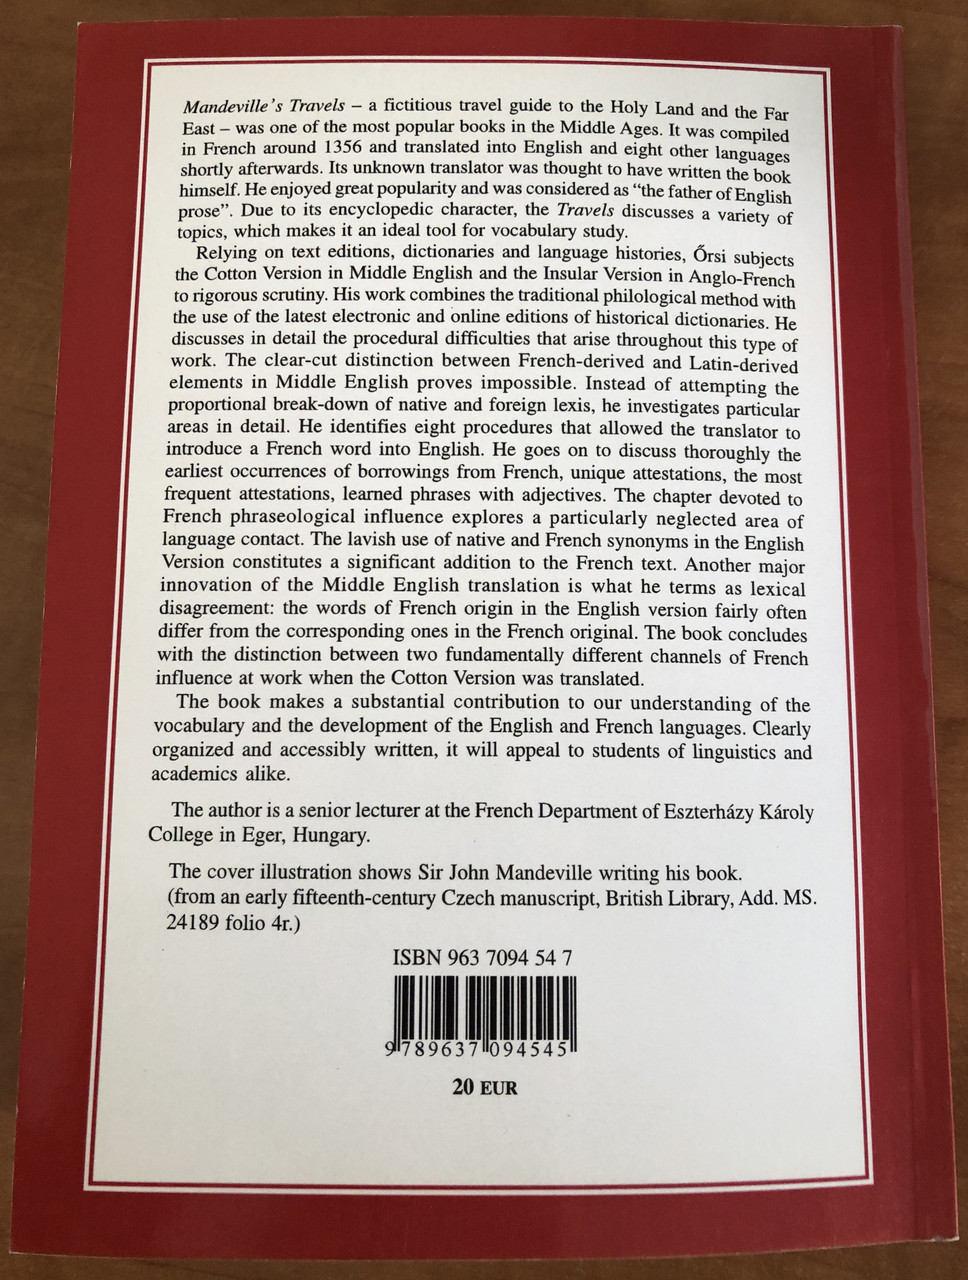 Mandeville's Travels – a fictitious travel guide to the Holy Land and the Far
East – was one of the most popular books in the Middle Ages. It was compiled
in French around 1356 and translated into English and eight other languages
shortly afterwards. Its unknown translator was thought to have written the book
himself. He enjoyed great popularity and was considered as “the father of English
prose”. Due to its encyclopedic character, the Travels discusses a variety of
topics, which makes it an ideal tool for vocabulary study.
Relying on text editions, dictionaries and language histories, Őrsi subjects
the Cotton Version in Middle English and the Insular Version in Anglo-French
to rigorous scrutiny. His work combines the traditional philological method with
the use of the latest electronic and online editions of historical dictionaries. He
discusses in detail the procedural difficulties that arise throughout this type of
work. The clear-cut distinction between French-derived and Latin-derived
elements in Middle English proves impossible. Instead of attempting the
proportional break-down of native and foreign lexis, he investigates particular
areas in detail. He identifies eight procedures that allowed the translator to
introduce a French word into English. He goes on to discuss thoroughly the
earliest occurrences of borrowings from French, unique attestations, the most
frequent attestations, learned phrases with adjectives. The chapter devoted to
French phraseological influence explores a particularly neglected area of
language contact. The lavish use of native and French synonyms in the English
Version constitutes a significant addition to the French text. Another major
innovation of the Middle English translation is what he terms as lexical
disagreement: the words of French origin in the English version fairly often
differ from the corresponding ones in the French original. The book concludes
with the distinction between two fundamentally different channels of French
influence at work when the Cotton Version was translated.
The book makes a substantial contribution to our understanding of the
vocabulary and the development of the English and French languages. Clearly
organized and accessibly written, it will appeal to students of linguistics and
academics alike.
The author is a senior lecturer at the French Department of Eszterházy Károly
College in Eger, Hungary.
The cover illustration shows Sir John Mandeville writing his book.
(from an early fifteenth-century Czech manuscript, British Library, Add. MS.
24189 folio 4r.)
ISBN 963 7094 54 7
9 789637 094545
20 EUR